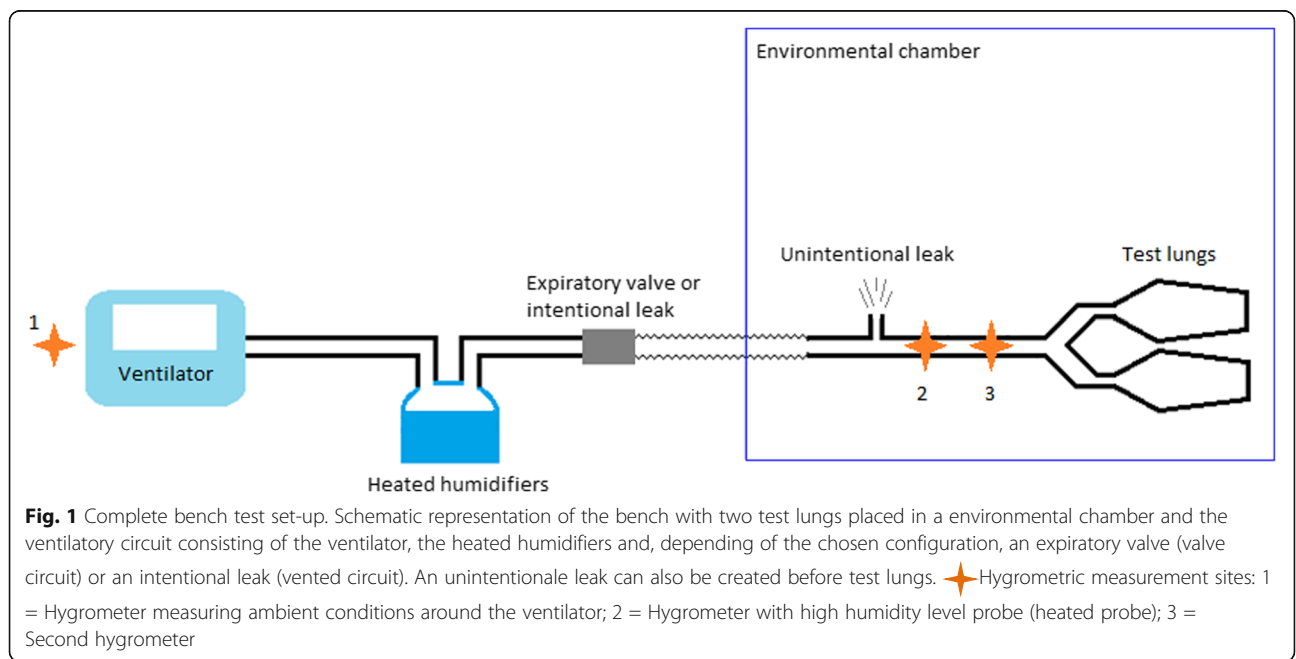 Environmental chamber
Unintentional leak
Test lungs
Expiratory valve or
intentional leak
1
Ventilator
2
3
Heated humidifiers
Fig. 1 Complete bench test set-up. Schematic representation of the bench with two test lungs placed in a environmental chamber and the
ventilatory circuit consisting of the ventilator, the heated humidifiers and, depending of the chosen configuration, an expiratory valve (valve
circuit) or an intentional leak (vented circuit). An unintentionale leak can also be created before test lungs. Hygrometric measurement sites: 1
= Hygrometer measuring ambient conditions around the ventilator; 2 = Hygrometer with high humidity level probe (heated probe); 3 =
Second hygrometer